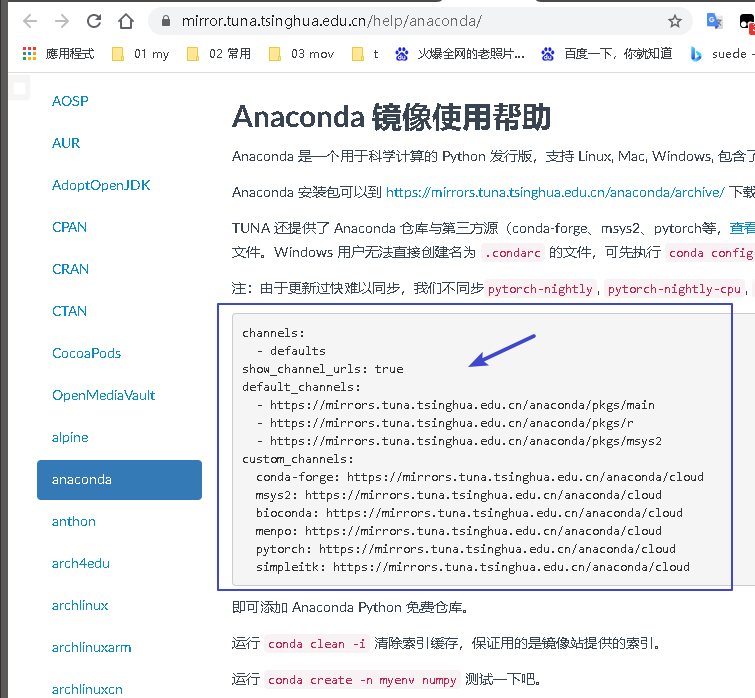 mirror.tuna.tsinghua.edu.cn/help/anaconda/
應用程式 01 my 02 常用 03 mov t 火爆全网的老照片... 百度一下，你就知道 suede -
AOSP
AUR
AdoptOpenJDK
CPAN
CRAN
CTAN
CocoaPods
OpenMediaVault
alpine
anaconda
anthon
arch4edu
archlinux
archlinuxarm
archlinuxcn
Anaconda 镜像使用帮助
Anaconda 是一个用于科学计算的 Python 发行版，支持 Linux, Mac, Windows, 包含了
Anaconda 安装包可以到 https://mirrors.tuna.tsinghua.edu.cn/anaconda/archive/ 下载
TUNA 还提供了 Anaconda 仓库与第三方源（conda-forge、msys2、pytorch等，查看
文件。Windows 用户无法直接创建名为 .condarc 的文件，可先执行 conda config
注：由于更新过快难以同步，我们不同步 pytorch-nightly, pytorch-nightly-cpu,
channels:
  - defaults
show_channel_urls: true
default_channels:
  - https://mirrors.tuna.tsinghua.edu.cn/anaconda/pkgs/main
  - https://mirrors.tuna.tsinghua.edu.cn/anaconda/pkgs/r
  - https://mirrors.tuna.tsinghua.edu.cn/anaconda/pkgs/msys2
custom_channels:
  conda-forge: https://mirrors.tuna.tsinghua.edu.cn/anaconda/cloud
  msys2: https://mirrors.tuna.tsinghua.edu.cn/anaconda/cloud
  bioconda: https://mirrors.tuna.tsinghua.edu.cn/anaconda/cloud
  menpo: https://mirrors.tuna.tsinghua.edu.cn/anaconda/cloud
  pytorch: https://mirrors.tuna.tsinghua.edu.cn/anaconda/cloud
  simpleitk: https://mirrors.tuna.tsinghua.edu.cn/anaconda/cloud
即可添加 Anaconda Python 免费仓库。
运行 conda clean -i 清除索引缓存，保证用的是镜像站提供的索引。
运行 conda create -n myenv numpy 测试一下吧。